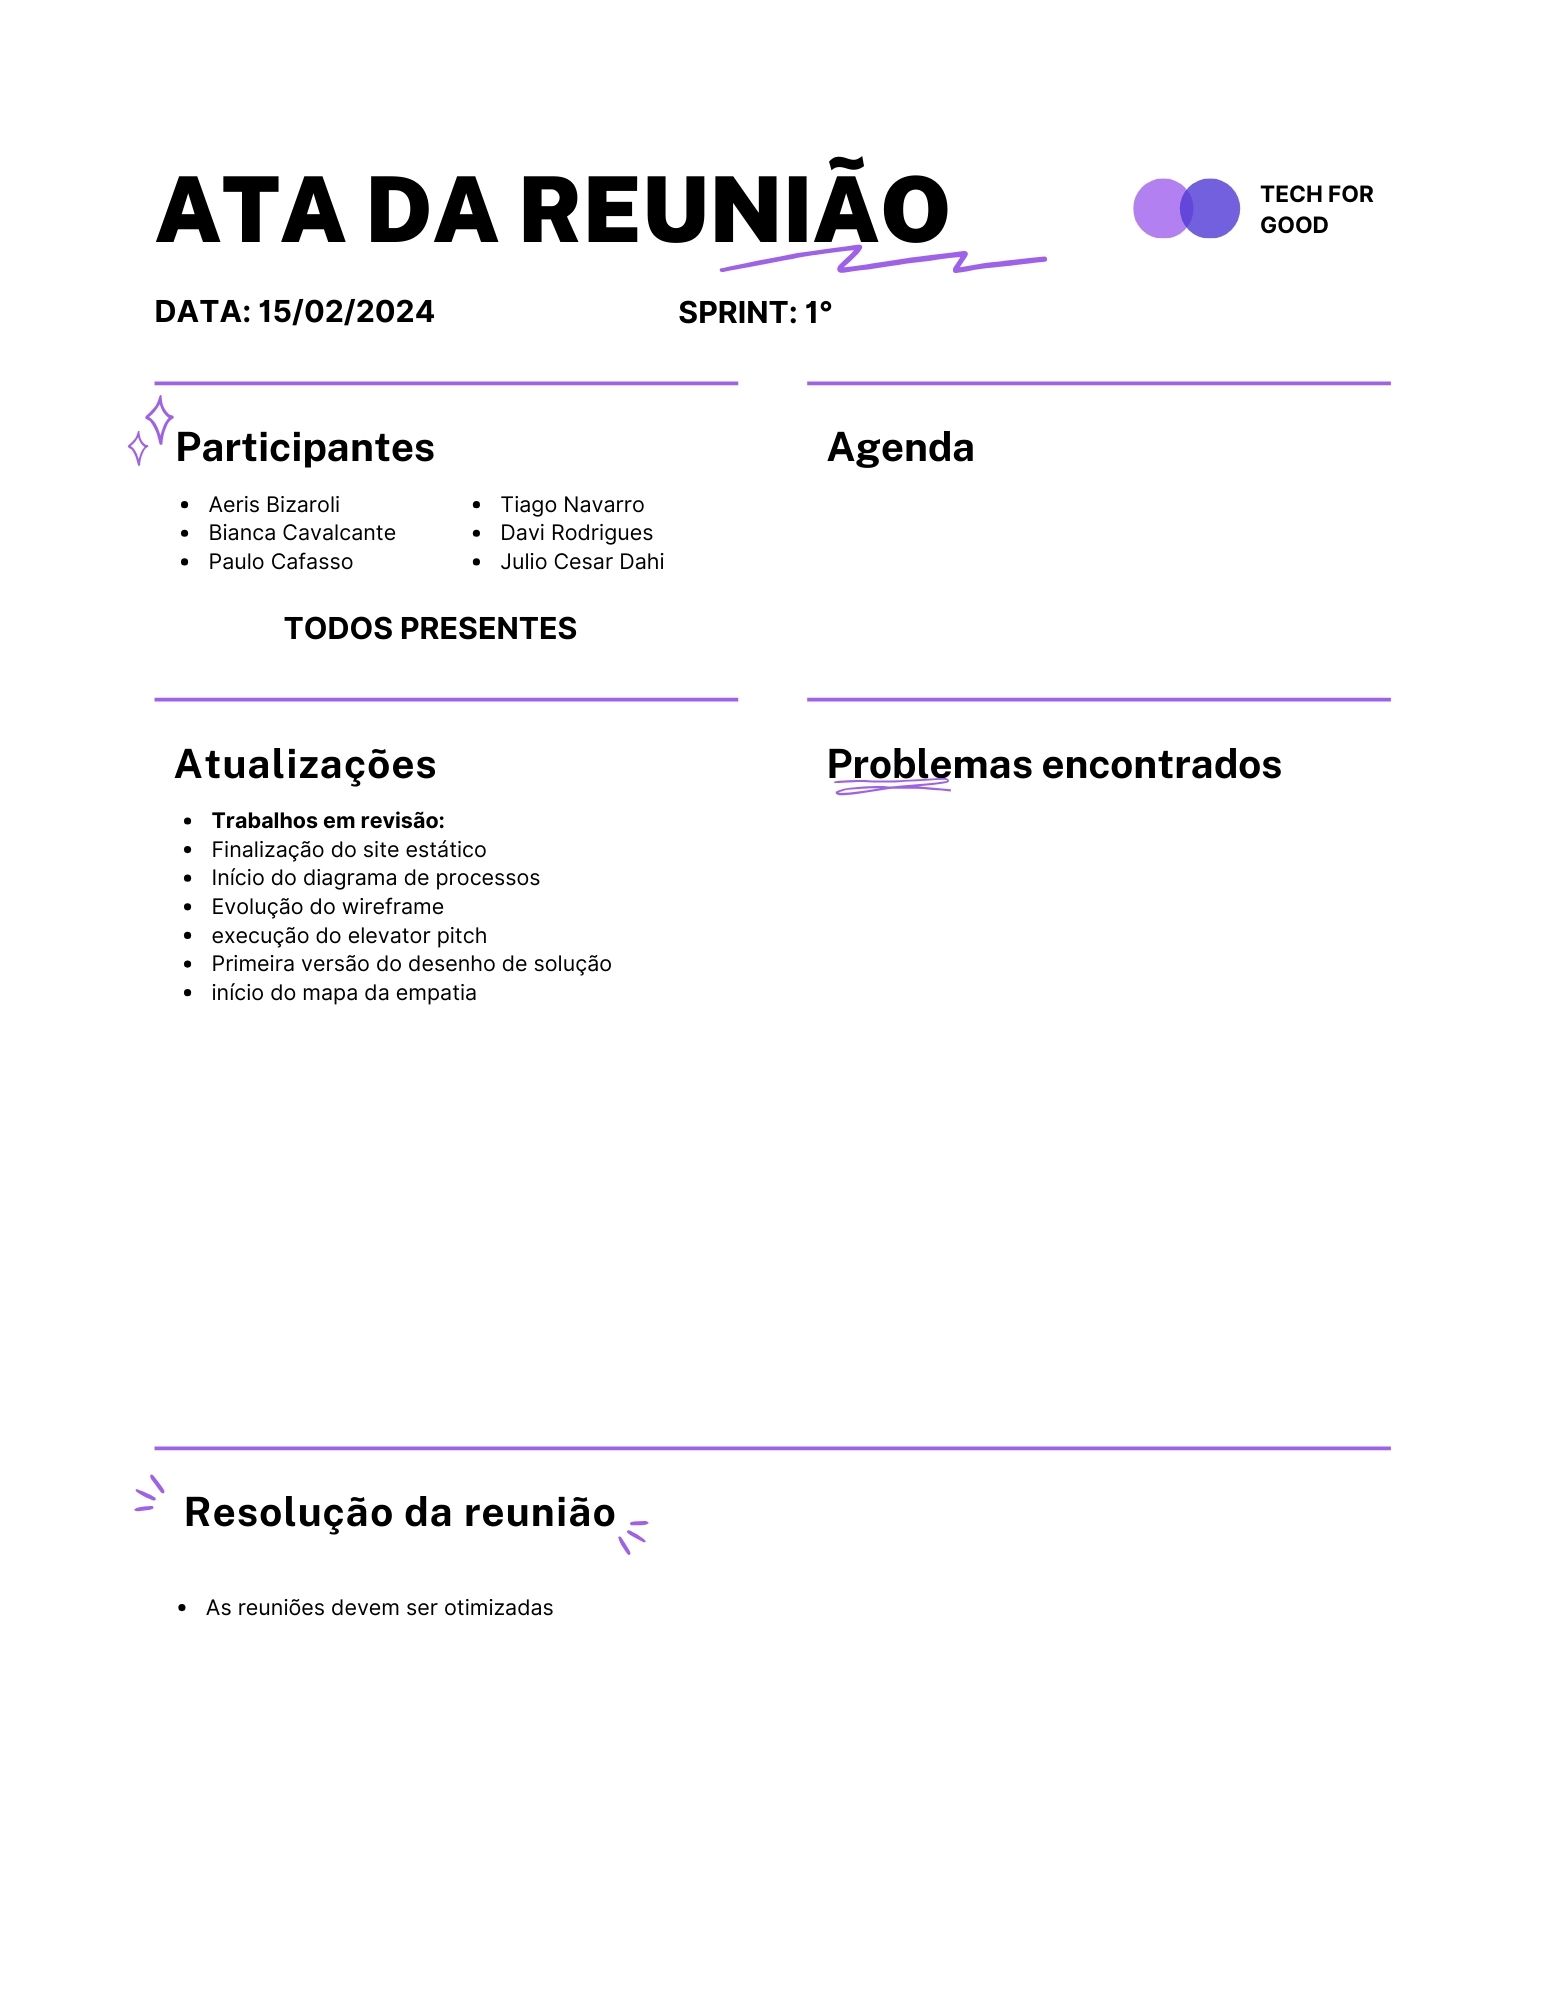 ATA DA REUNIÃO
TECH FOR
GOOD
DATA: 15/02/2024
SPRINT: 1°
Participantes
• Aeris Bizaroli
• Bianca Cavalcante
• Paulo Cafasso
• Tiago Navarro
• Davi Rodrigues
• Julio Cesar Dahi
TODOS PRESENTES
Agenda
Atualizações
• Trabalhos em revisão:
• Finalização do site estático
• Início do diagrama de processos
• Evolução do wireframe
• execução do elevator pitch
• Primeira versão do desenho de solução
• início do mapa da empatia
Problemas encontrados
Resolução da reunião
• As reuniões devem ser otimizadas